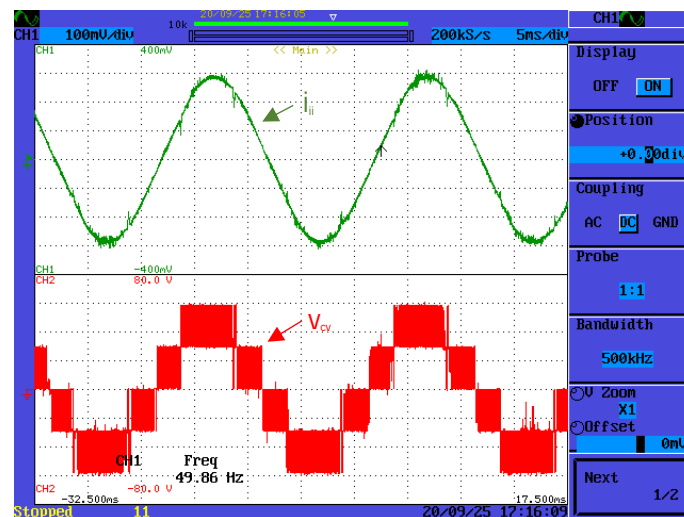 20/09/25 17:16:05
10k
CH1 100mV/div 200kS/s 5ms/div
CH1 400mV << Main >>
iii
CH1 -400mV
CH2 80.0 V
Vcv
CH1 Freq
49.86 Hz
CH2 -80.0 V
-32.500ms 17.500ms
Stopped 11 20/09/25 17:16:09
CH1
Display
OFF ON
Position
+0.00div
Coupling
AC DC GND
Probe
1:1
Bandwidth
500kHz
V Zoom
X1
Offset
0mV
Next
1/2